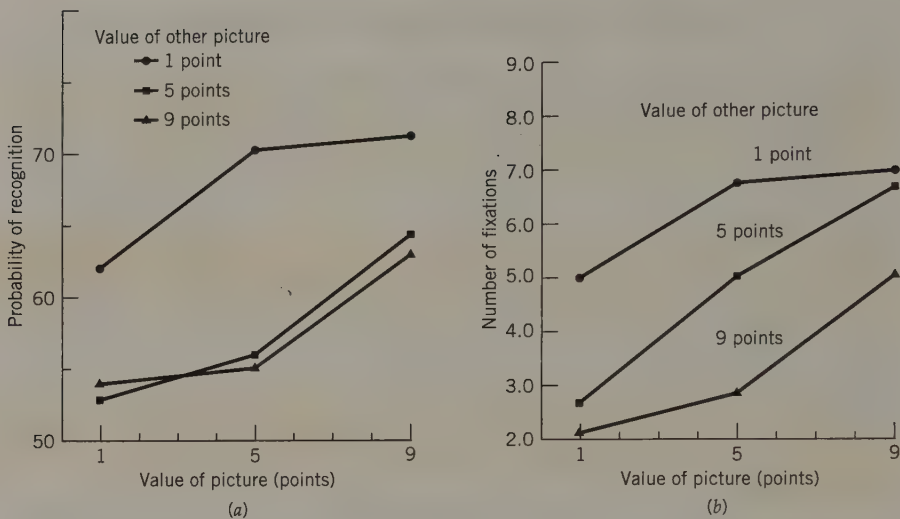 Value of other picture
1 point
5 points
9 points
Probability of recognition
70
60
50
1 5 9
Value of picture (points)
(a)
9.0
8.0
7.0
6.0
5.0
4.0
3.0
2.0
Number of fixations
Value of other picture
1 point
5 points
9 points
1 5 9
Value of picture (points)
(b)